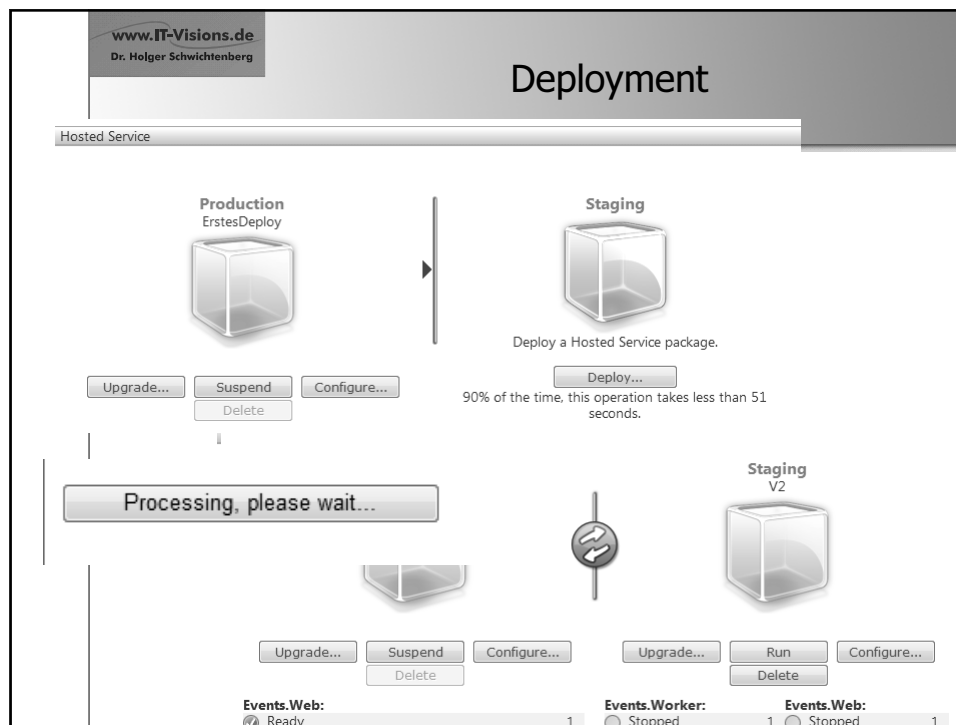 www.IT-Visions.de
Dr. Holger Schwichtenberg
Deployment
Hosted Service
Production
ErstesDeploy
Upgrade...
Suspend
Configure...
Delete
Staging
Deploy a Hosted Service package.
Deploy...
90% of the time, this operation takes less than 51
seconds.
Processing, please wait...
Staging
V2
Upgrade...
Suspend
Configure...
Delete
Upgrade...
Run
Configure...
Delete
Events.Web:
Ready 1
Events.Worker:
Stopped 1
Events.Web:
Stopped 1